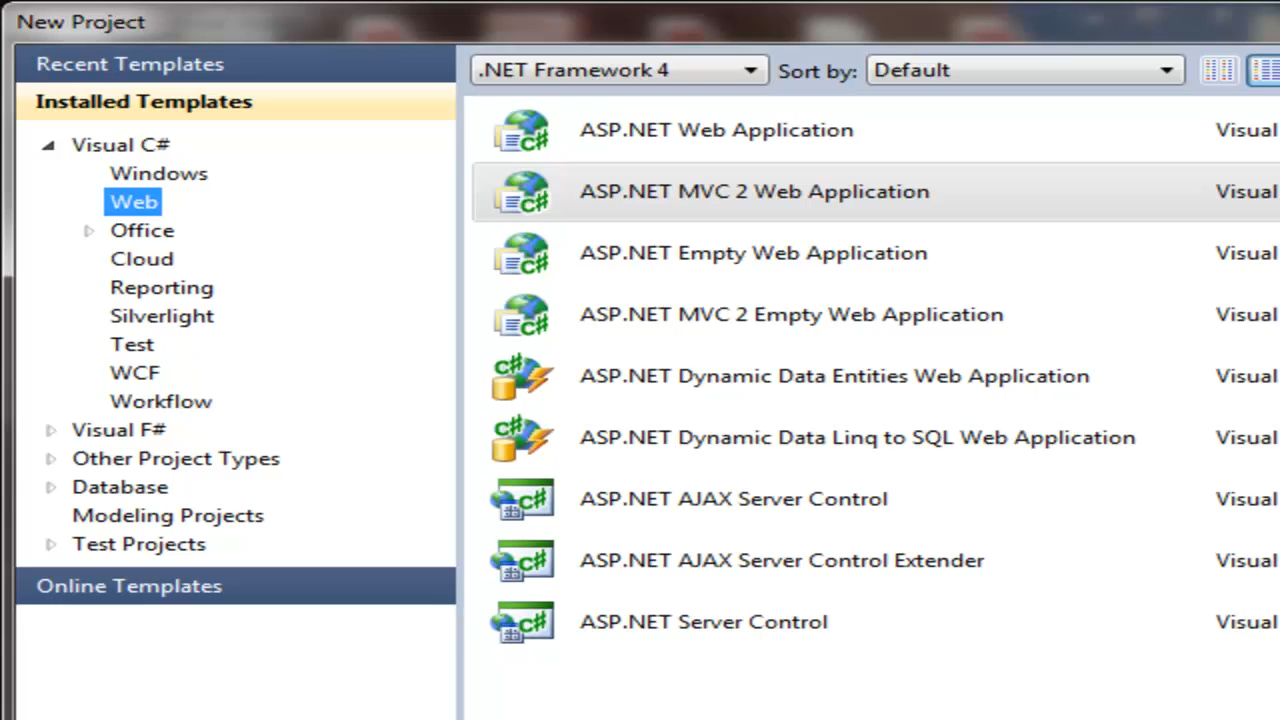 New Project
Recent Templates
Installed Templates
Visual C#
Windows
Web
Office
Cloud
Reporting
Silverlight
Test
WCF
Workflow
Visual F#
Other Project Types
Database
Modeling Projects
Test Projects
Online Templates
.NET Framework 4 Sort by: Default
ASP.NET Web Application Visual
ASP.NET MVC 2 Web Application Visual
ASP.NET Empty Web Application Visual
ASP.NET MVC 2 Empty Web Application Visual
ASP.NET Dynamic Data Entities Web Application Visual
ASP.NET Dynamic Data Linq to SQL Web Application Visual
ASP.NET AJAX Server Control Visual
ASP.NET AJAX Server Control Extender Visual
ASP.NET Server Control Visual